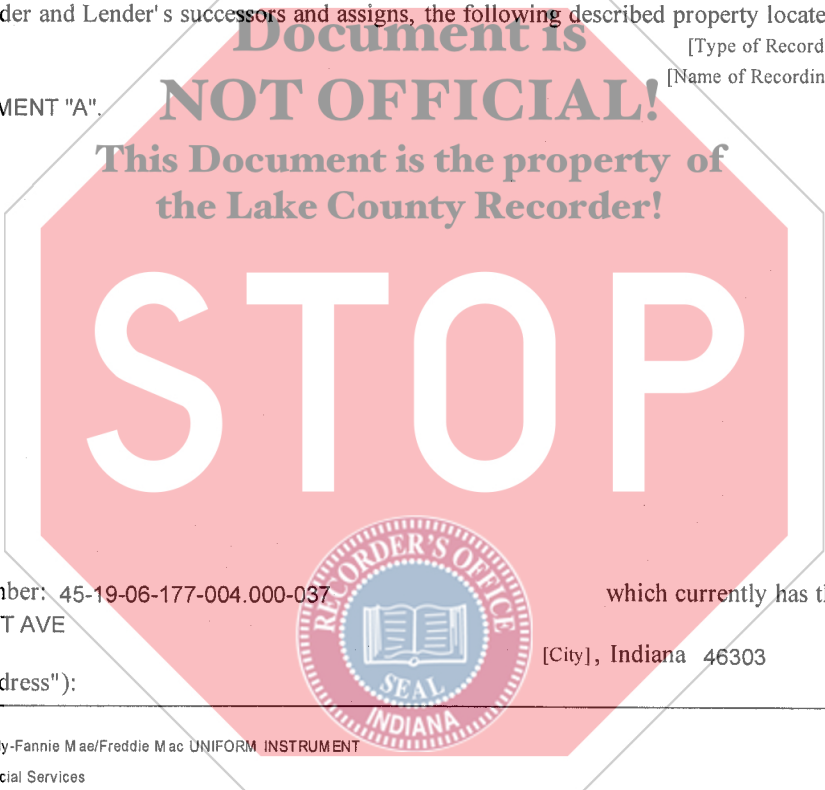 der and Lender's successors and assigns, the following described property locate
Document is
[Type of Record
[Name of Recordin
NOT OFFICIAL!
MENT "A".
This Document is the property of
the Lake County Recorder!
STOP
RECORDER'S OFFICE
nber: 45-19-06-177-004.000-037 which currently has th
T AVE
[City], Indiana 46303
SEAL
dress"):
INDIANA
ly-Fannie Mae/Freddie Mac UNIFORM INSTRUMENT
cial Services